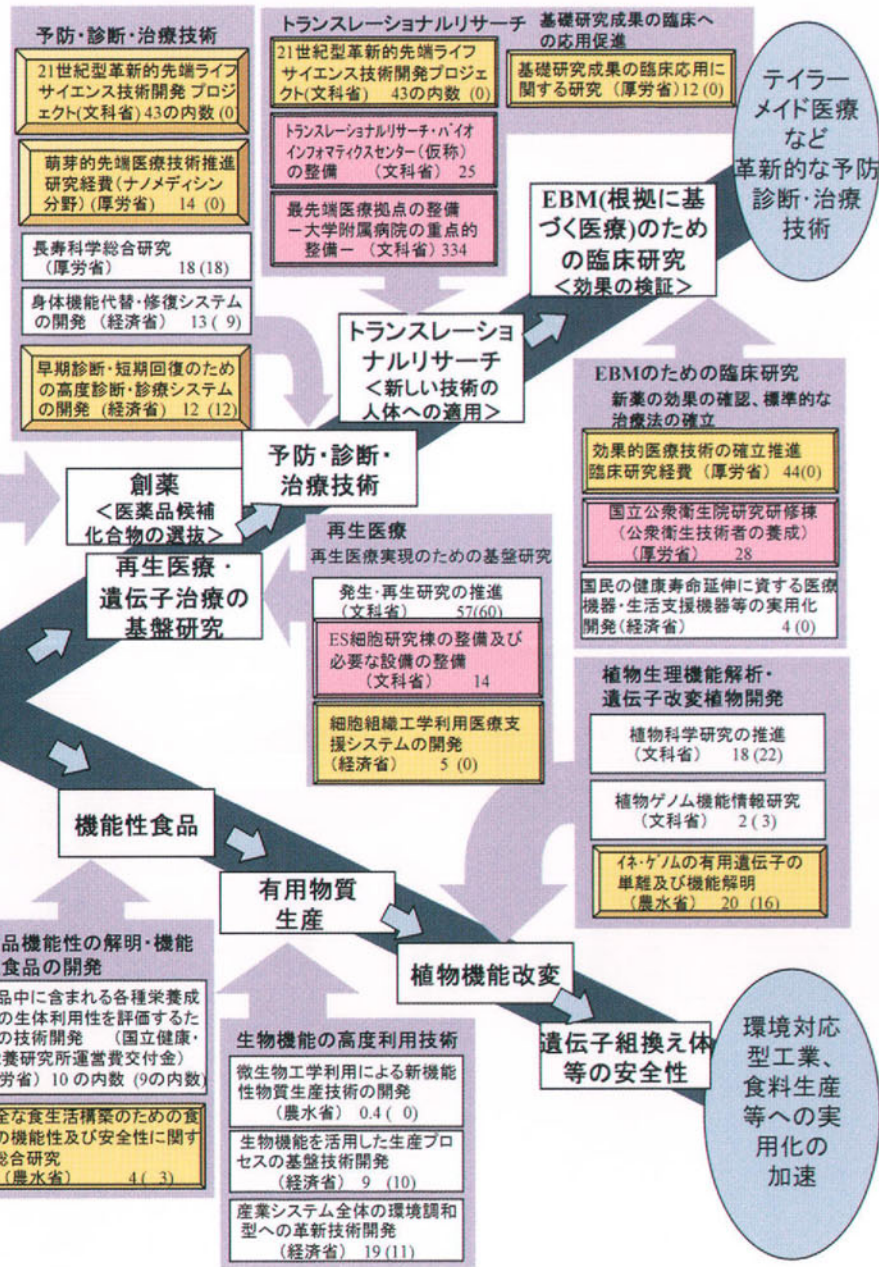 予防・診断・治療技術
21世紀型革新的先端ライフ
サイエンス技術開発プロジ
ェクト(文科省) 43の内数 (0)
萌芽的先端医療技術推進
研究経費(ナノメディシン
分野) (厚労省) 14 (0)
長寿科学総合研究
(厚労省) 18 (18)
身体機能代替・修復システム
の開発 (経済省) 13 ( 9)
早期診断・短期回復のため
の高度診断・診療システム
の開発 (経済省) 12 (12)
トランスレーショナルリサーチ
基礎研究成果の臨床へ
の応用促進
21世紀型革新的先端ライフ
サイエンス技術開発プロジェ
クト(文科省) 43の内数 (0)
基礎研究成果の臨床応用に
関する研究 (厚労省) 12 (0)
トランスレーショナルリサーチ・バイオ
インフォマティクスセンター(仮称)
の整備 (文科省) 25
最先端医療拠点の整備
－大学附属病院の重点的
整備－ (文科省) 334
テイラー
メイド医療
など
革新的な予防
診断・治療
技術
EBM(根拠に基
づく医療)のため
の臨床研究
＜効果の検証＞
トランスレーショ
ナルリサーチ
＜新しい技術の
人体への適用＞
予防・診断・
治療技術
創薬
＜医薬品候補
化合物の選抜＞
再生医療・
遺伝子治療の
基盤研究
EBMのための臨床研究
新薬の効果の確認、標準的な
治療法の確立
効果的医療技術の確立推進
臨床研究経費 (厚労省) 44(0)
国立公衆衛生院研究研修棟
(公衆衛生技術者の養成)
(厚労省) 28
国民の健康寿命延伸に資する医療
機器・生活支援機器等の実用化
開発(経済省) 4 (0)
再生医療
再生医療実現のための基盤研究
発生・再生研究の推進
(文科省) 57(60)
ES細胞研究棟の整備及び
必要な設備の整備
(文科省) 14
細胞組織工学利用医療支
援システムの開発
(経済省) 5 (0)
植物生理機能解析・
遺伝子改変植物開発
植物科学研究の推進
(文科省) 18 (22)
植物ゲノム機能情報研究
(文科省) 2 ( 3)
イネ・ゲノムの有用遺伝子の
単離及び機能解明
(農水省) 20 (16)
機能性食品
有用物質
生産
植物機能改変
遺伝子組換え体
等の安全性
環境対応
型工業、
食料生産
等への実
用化の
加速
品機能性の解明・機能
食品の開発
品中に含まれる各種栄養成
の生体利用性を評価するた
の技術開発 (国立健康・
養研究所運営費交付金)
労省) 10 の内数 (9の内数)
全な食生活構築のための食
の機能性及び安全性に関す
総合研究
(農水省) 4 ( 3)
生物機能の高度利用技術
微生物工学利用による新機能
性物質生産技術の開発
(農水省) 0.4 ( 0)
生物機能を活用した生産プロ
セスの基盤技術開発
(経済省) 9 (10)
産業システム全体の環境調和
型への革新技術開発
(経済省) 19 (11)